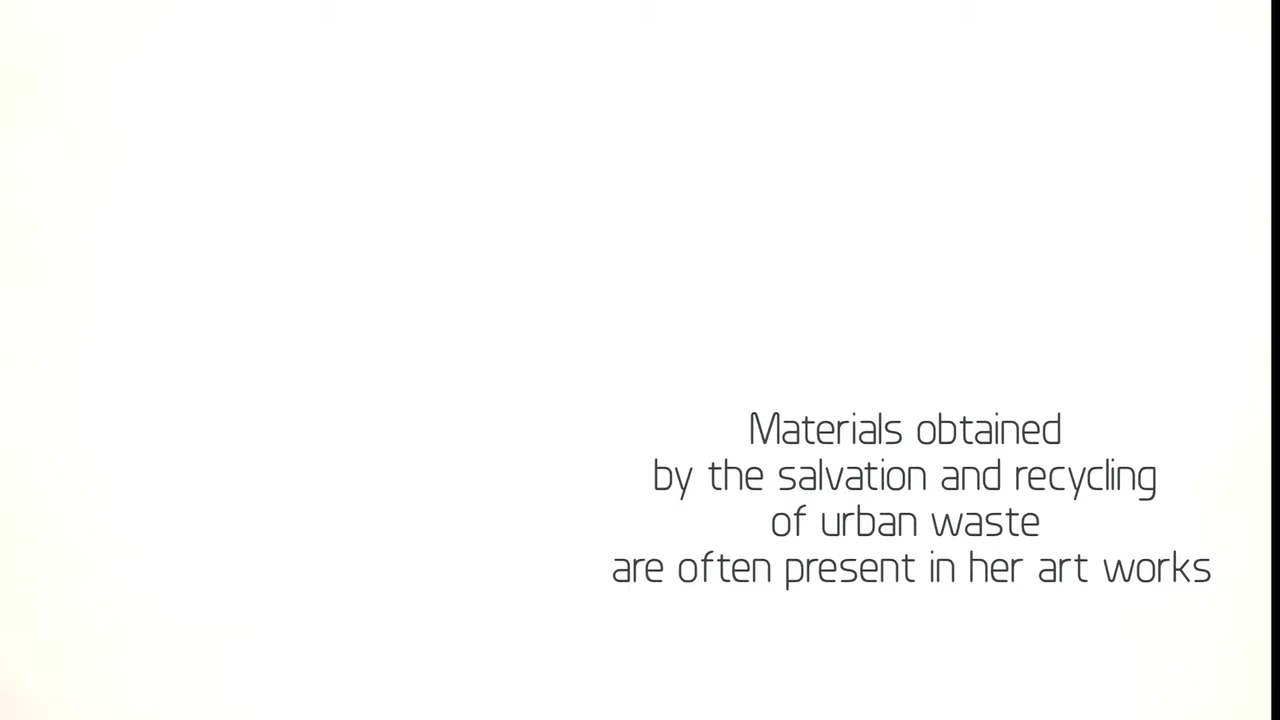 Materials obtained
by the salvation and recycling
of urban waste
are often present in her art works